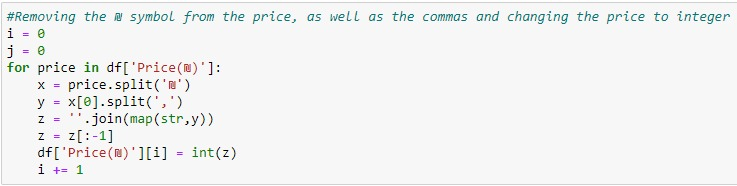 #Removing the ₪ symbol from the price, as well as the commas and changing the price to integer
i = 0
j = 0
for price in df['Price(₪)']:
    x = price.split('₪')
    y = x[0].split(',')
    z = ''.join(map(str,y))
    z = z[:-1]
    df['Price(₪)'][i] = int(z)
    i += 1